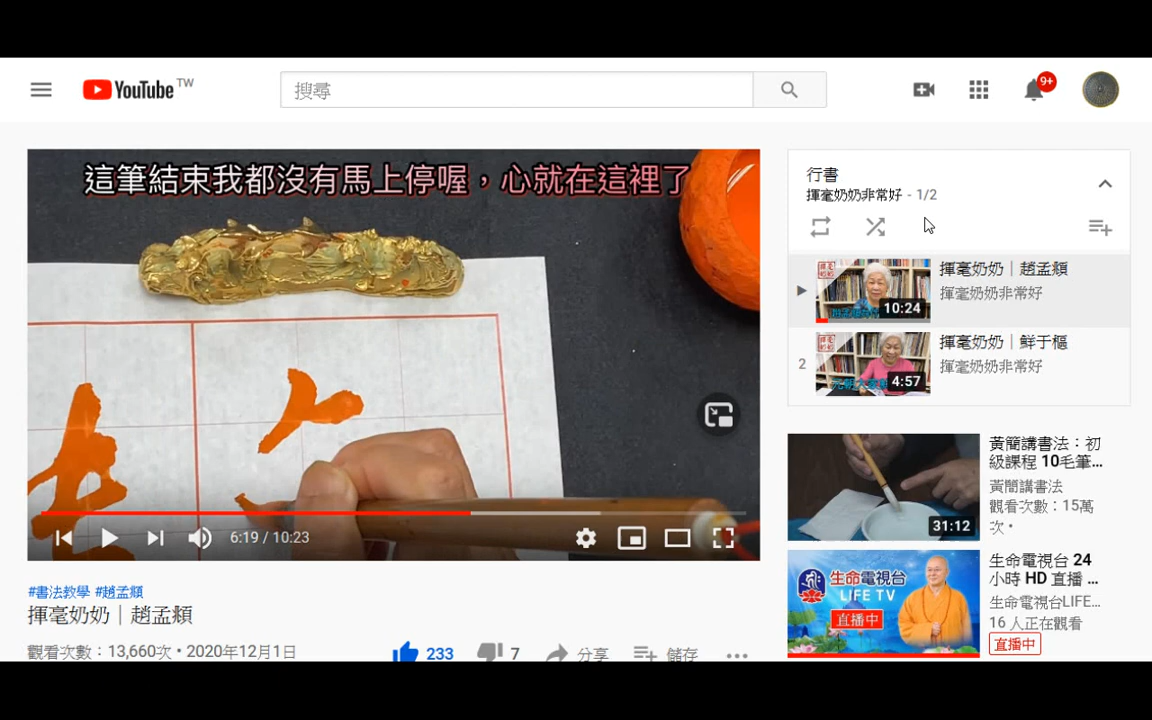 YouTube TW
搜尋
9+
這筆結束我都沒有馬上停喔，心就在這裡了
6:19 / 10:23
#書法教學 #趙孟頫
揮毫奶奶｜趙孟頫
觀看次數：13,660次 • 2020年12月1日
233
7
分享
儲存
行書
揮毫奶奶非常好 - 1/2
10:24
揮毫奶奶｜趙孟頫
揮毫奶奶非常好
2
4:57
揮毫奶奶｜鮮于樞
揮毫奶奶非常好
31:12
黃簡講書法：初
級課程 10毛筆...
黃簡講書法
觀看次數：15萬
次 •
生命電視台
LIFE TV
直播中
生命電視台 24
小時 HD 直播 ...
生命電視台LIFE...
16 人正在觀看
直播中